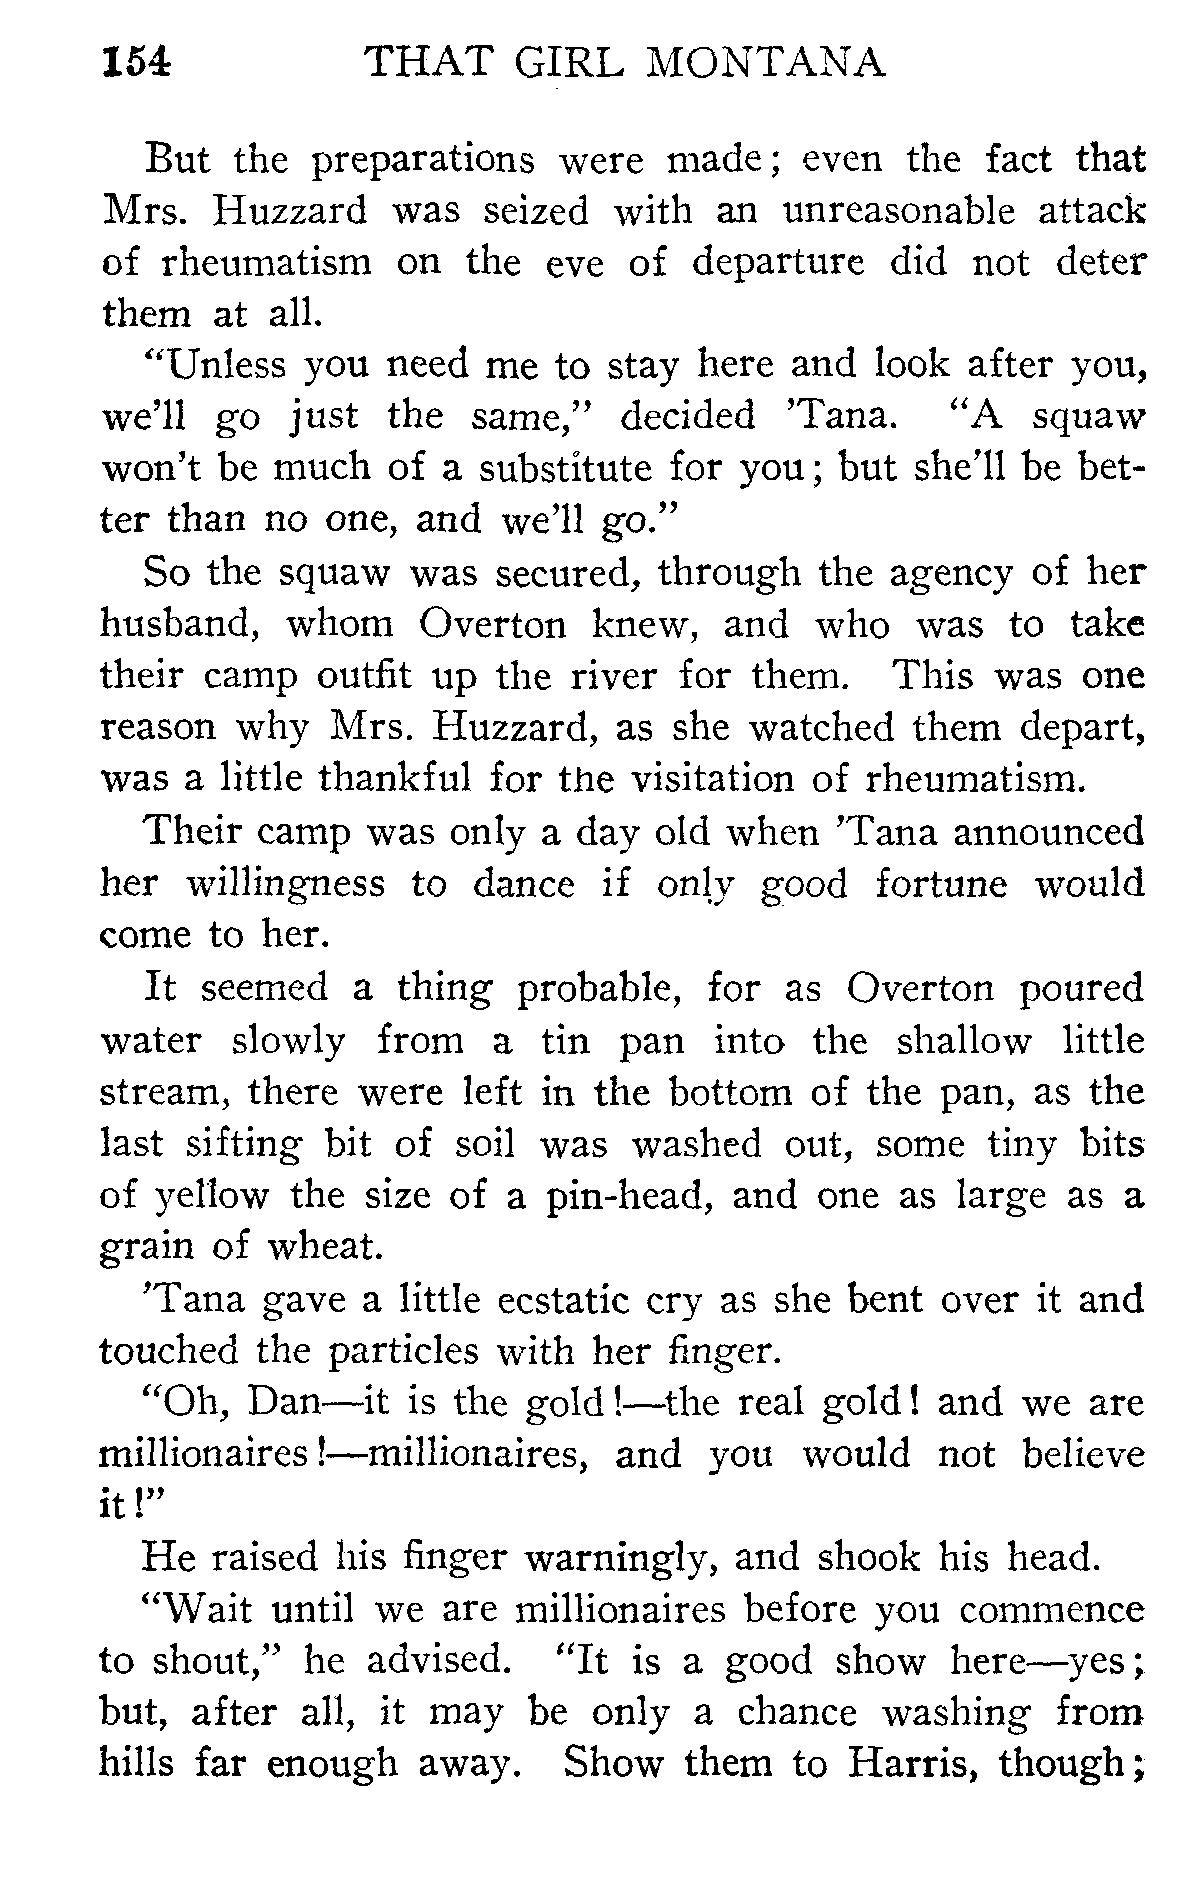 154 THAT GIRL MONTANA
But the preparations were made; even the fact that
Mrs. Huzzard was seized with an unreasonable attack
of rheumatism on the eve of departure did not deter
them at all.
“Unless you need me to stay here and look after you,
we’ll go just the same,” decided ’Tana. “A squaw
won’t be much of a substitute for you; but she’ll be bet-
ter than no one, and we’ll go.”
So the squaw was secured, through the agency of her
husband, whom Overton knew, and who was to take
their camp outfit up the river for them. This was one
reason why Mrs. Huzzard, as she watched them depart,
was a little thankful for the visitation of rheumatism.
Their camp was only a day old when ’Tana announced
her willingness to dance if only good fortune would
come to her.
It seemed a thing probable, for as Overton poured
water slowly from a tin pan into the shallow little
stream, there were left in the bottom of the pan, as the
last sifting bit of soil was washed out, some tiny bits
of yellow the size of a pin-head, and one as large as a
grain of wheat.
’Tana gave a little ecstatic cry as she bent over it and
touched the particles with her finger.
“Oh, Dan—it is the gold!—the real gold! and we are
millionaires!—millionaires, and you would not believe
it!”
He raised his finger warningly, and shook his head.
“Wait until we are millionaires before you commence
to shout,” he advised. “It is a good show here—yes;
but, after all, it may be only a chance washing from
hills far enough away. Show them to Harris, though;